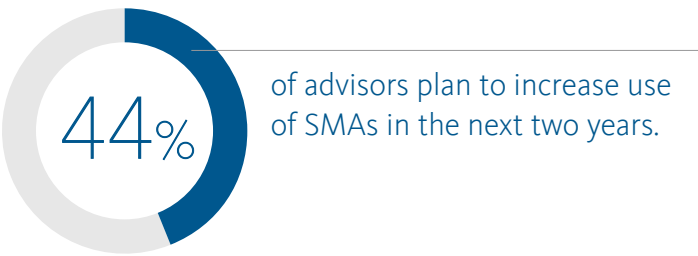 44%
of advisors plan to increase use
of SMAs in the next two years.